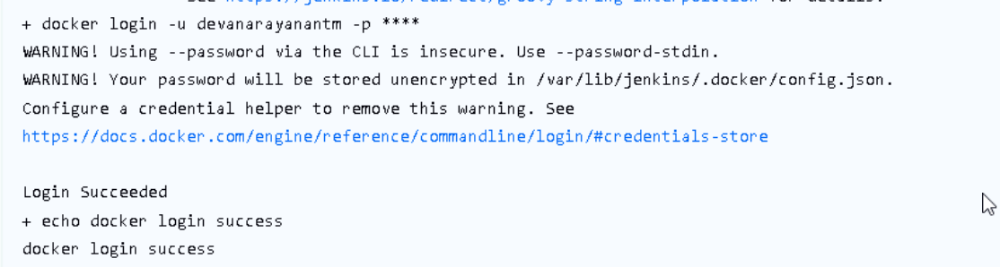 + docker login -u devanarayanantm -p ****
WARNING! Using --password via the CLI is insecure. Use --password-stdin.
WARNING! Your password will be stored unencrypted in /var/lib/jenkins/.docker/config.json.
Configure a credential helper to remove this warning. See
https://docs.docker.com/engine/reference/commandline/login/#credentials-store
Login Succeeded
+ echo docker login success
docker login success